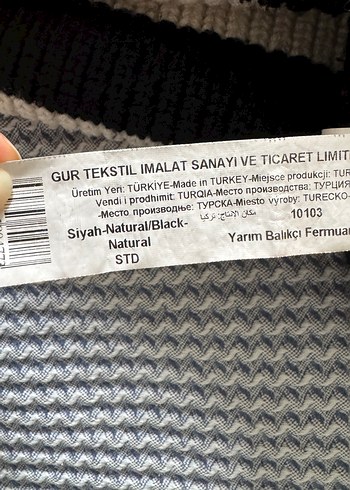 GUR TEKSTIL IMALAT SANAYI VE TICARET LIMIT
Üretim Yeri: TÜRKİYE-Made in TURKEY-Miejsce produkcji: TUR
Vendi i prodhimit: TURQIA-Место производства: ТУРЦИЯ
-Место производње: ТУРСКА-Miesto výroby: TURECKO-
مكان الإنتاج: تركيا
10103
Siyah-Natural/Black-
Natural
Yarım Balıkçı Fermuar
STD